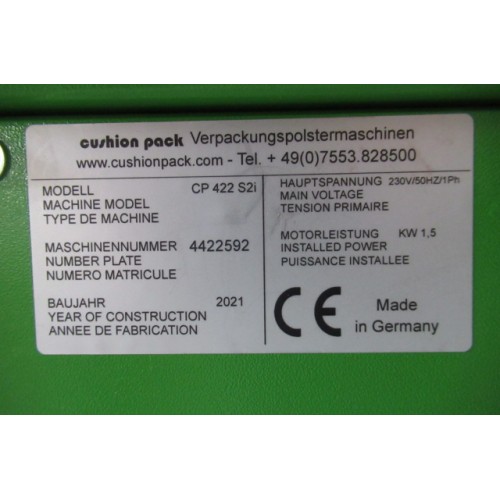 cushion pack Verpackungspolstermaschinen
www.cushionpack.com - Tel. + 49(0)7553.828500
MODELL CP 422 S2i
MACHINE MODEL
TYPE DE MACHINE
MASCHINENNUMMER 4422592
NUMBER PLATE
NUMERO MATRICULE
BAUJAHR 2021
YEAR OF CONSTRUCTION
ANNEE DE FABRICATION
HAUPTSPANNUNG 230V/50HZ/1Ph
MAIN VOLTAGE
TENSION PRIMAIRE
MOTORLEISTUNG KW 1,5
INSTALLED POWER
PUISSANCE INSTALLEE
CE
Made
in Germany